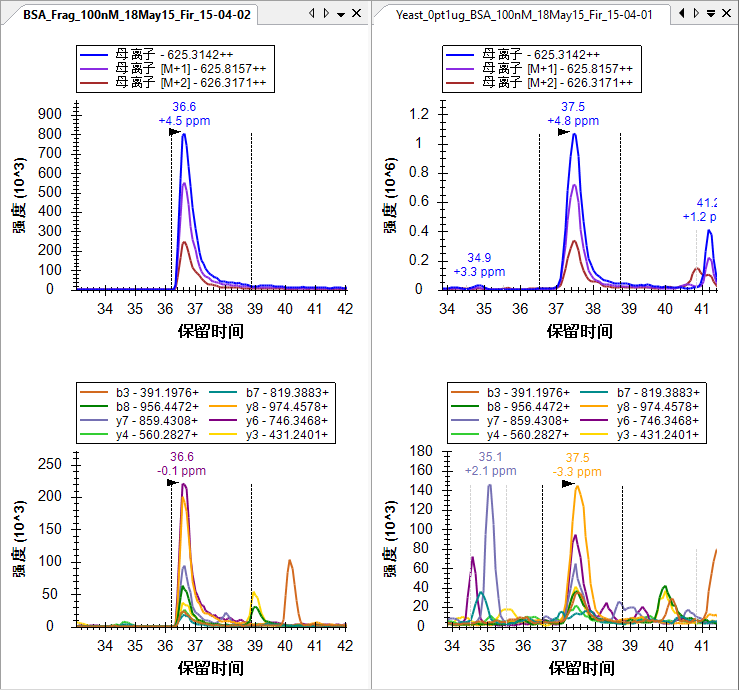 BSA_Frag_100nM_18May15_Fir_15-04-02
母离子 - 625.3142++
母离子 [M+1] - 625.8157++
母离子 [M+2] - 626.3171++
36.6
+4.5 ppm
强度 (10^3)
900
800
700
600
500
400
300
200
100
0
34 35 36 37 38 39 40 41 42
保留时间
b3 - 391.1976+ b7 - 819.3883+
b8 - 956.4472+ y8 - 974.4578+
y7 - 859.4308+ y6 - 746.3468+
y4 - 560.2827+ y3 - 431.2401+
36.6
-0.1 ppm
强度 (10^3)
250
200
150
100
50
0
34 35 36 37 38 39 40 41 42
保留时间
Yeast_0pt1ug_BSA_100nM_18May15_Fir_15-04-01
母离子 - 625.3142++
母离子 [M+1] - 625.8157++
母离子 [M+2] - 626.3171++
37.5
+4.8 ppm
41.2
+1.2 p
34.9
+3.3 ppm
强度 (10^6)
1.2
1
0.8
0.6
0.4
0.2
0
34 35 36 37 38 39 40 41
保留时间
b3 - 391.1976+ b7 - 819.3883+
b8 - 956.4472+ y8 - 974.4578+
y7 - 859.4308+ y6 - 746.3468+
y4 - 560.2827+ y3 - 431.2401+
35.1
+2.1 ppm
37.5
-3.3 ppm
强度 (10^3)
180
160
140
120
100
80
60
40
20
0
34 35 36 37 38 39 40 41
保留时间